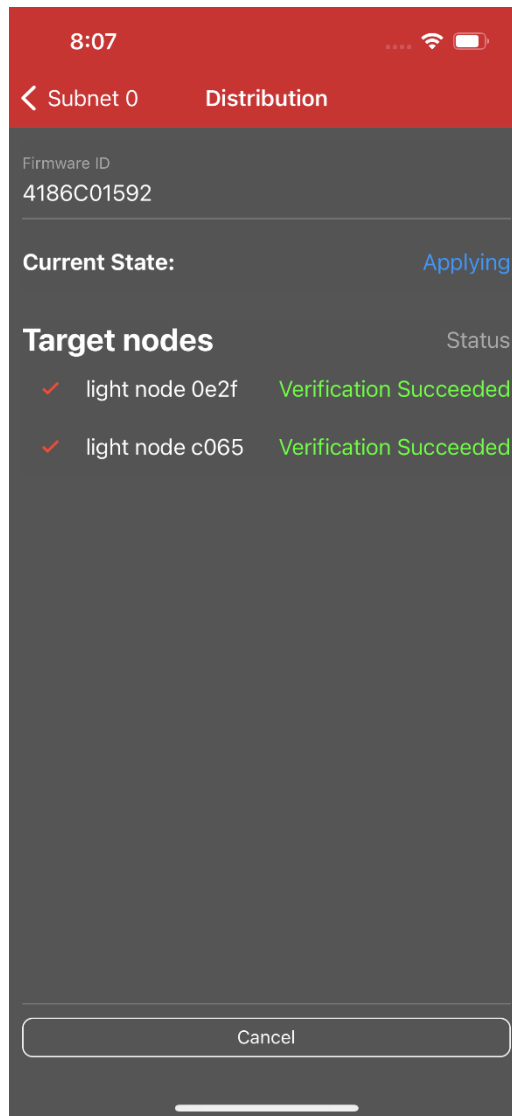 8:07
Subnet 0 Distribution
Firmware ID
4186C01592
Current State: Applying
Target nodes Status
light node 0e2f Verification Succeeded
light node c065 Verification Succeeded
Cancel